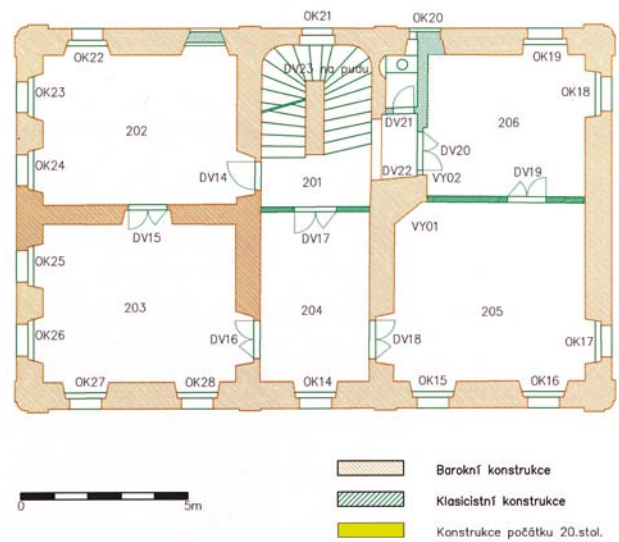 OK21
OK20
OK22
OK19
DV23 na pudu
OK23
OK18
202
DV21
206
OK24
DV20
DV14
DV22
VY02
DV19
201
DV15
DV17
VY01
OK25
203
204
205
OK26
DV16
DV18
OK17
OK27
OK28
OK14
OK15
OK16
Barokní konstrukce
0
5m
Klasicistní konstrukce
Konstrukce počátku 20.stol.